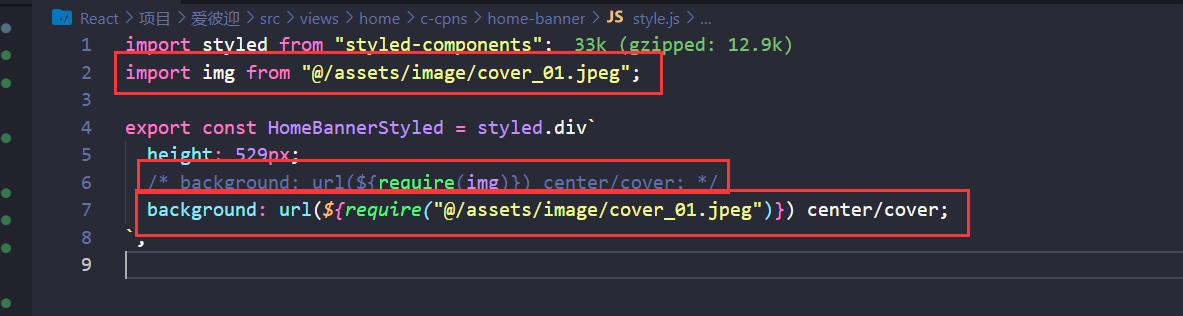 React > 项目 > 爱彼迎 > src > views > home > c-cpns > home-banner > JS style.js > ...
1 import styled from "styled-components"; 33k (gzipped: 12.9k)
2 import img from "@/assets/image/cover_01.jpeg";
3
4 export const HomeBannerStyled = styled.div`
5 height: 529px;
6 /* background: url(${require(img)}) center/cover; */
7 background: url(${require("@/assets/image/cover_01.jpeg")}) center/cover;
8 `;
9